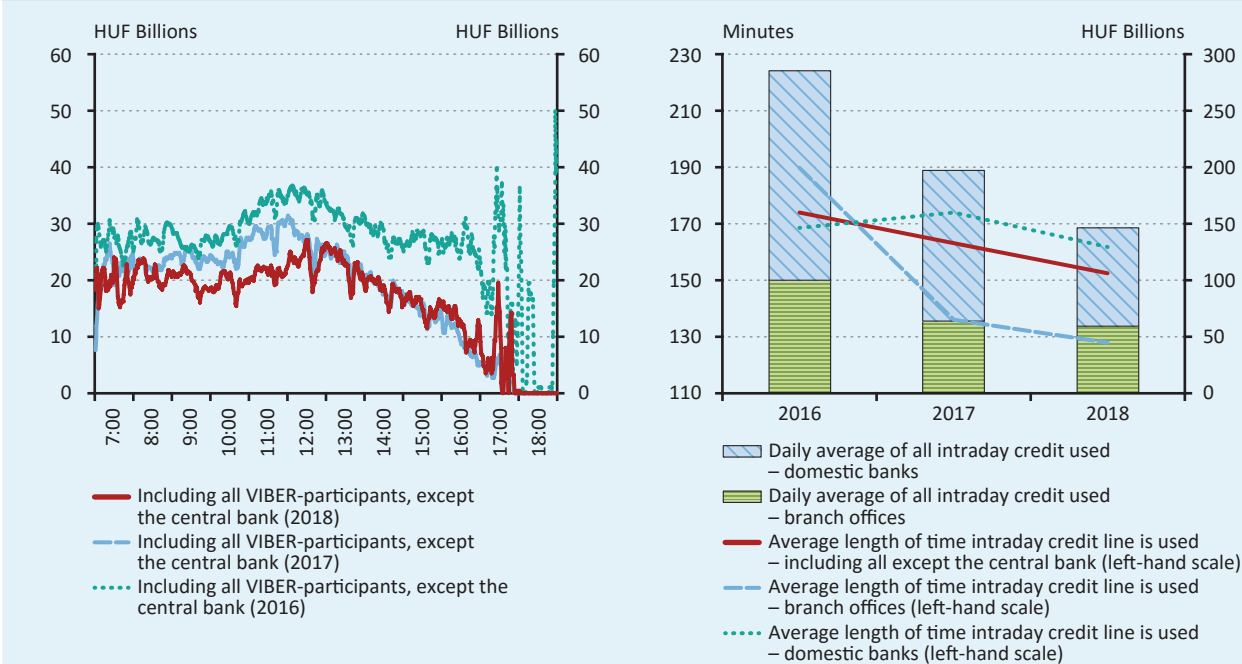 HUF Billions
HUF Billions
60
50
40
30
20
10
0
60
50
40
30
20
10
0
7:00
8:00
9:00
10:00
11:00
12:00
13:00
14:00
15:00
16:00
17:00
18:00
Including all VIBER-participants, except
the central bank (2018)
Including all VIBER-participants, except
the central bank (2017)
Including all VIBER-participants, except the
central bank (2016)
Minutes
HUF Billions
230
210
190
170
150
130
110
300
250
200
150
100
50
0
2016
2017
2018
Daily average of all intraday credit used
– domestic banks
Daily average of all intraday credit used
– branch offices
Average length of time intraday credit line is used
– including all except the central bank (left-hand scale)
Average length of time intraday credit line is used
– branch offices (left-hand scale)
Average length of time intraday credit line is used
– domestic banks (left-hand scale)